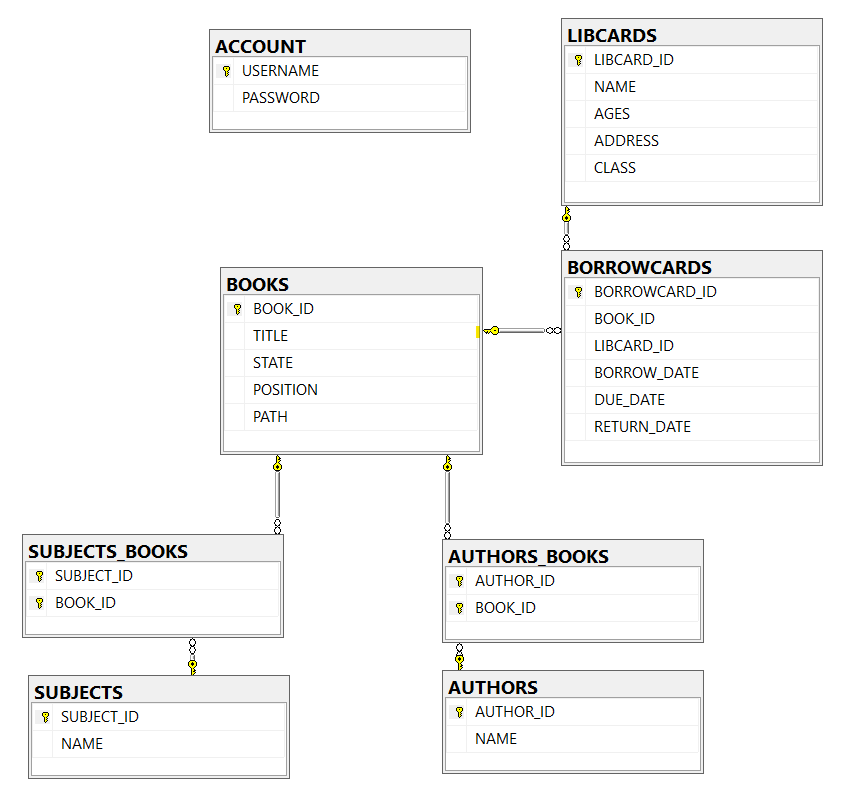 ACCOUNT
USERNAME
PASSWORD
LIBCARDS
LIBCARD_ID
NAME
AGES
ADDRESS
CLASS
BOOKS
BOOK_ID
TITLE
STATE
POSITION
PATH
BORROWCARDS
BORROWCARD_ID
BOOK_ID
LIBCARD_ID
BORROW_DATE
DUE_DATE
RETURN_DATE
SUBJECTS_BOOKS
SUBJECT_ID
BOOK_ID
AUTHORS_BOOKS
AUTHOR_ID
BOOK_ID
SUBJECTS
SUBJECT_ID
NAME
AUTHORS
AUTHOR_ID
NAME